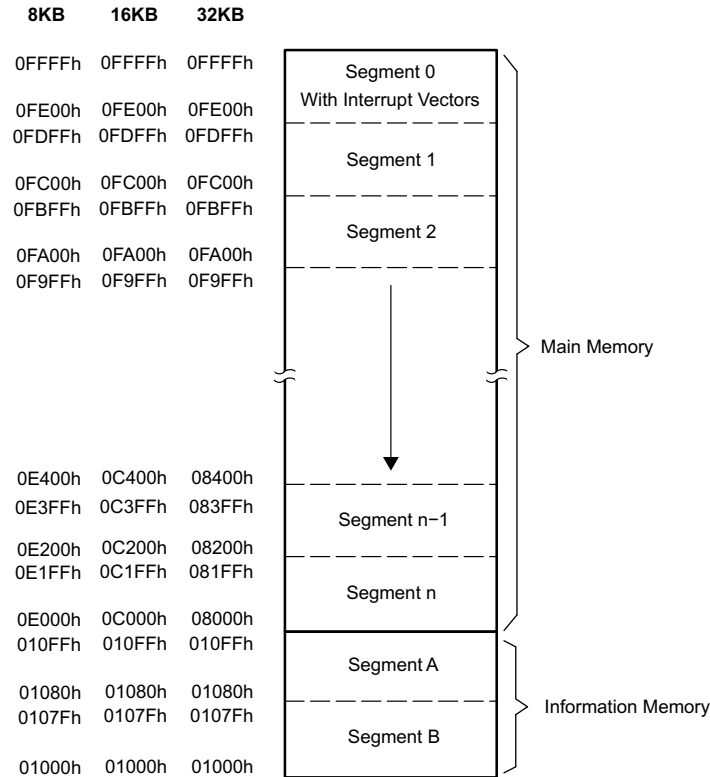 8KB 16KB 32KB
0FFFFh 0FFFFh 0FFFFh
Segment 0
With Interrupt Vectors
0FE00h 0FE00h 0FE00h
0FDFFh 0FDFFh 0FDFFh
Segment 1
0FC00h 0FC00h 0FC00h
0FBFFh 0FBFFh 0FBFFh
Segment 2
0FA00h 0FA00h 0FA00h
0F9FFh 0F9FFh 0F9FFh
Main Memory
0E400h 0C400h 08400h
0E3FFh 0C3FFh 083FFh
Segment n−1
0E200h 0C200h 08200h
0E1FFh 0C1FFh 081FFh
Segment n
0E000h 0C000h 08000h
010FFh 010FFh 010FFh
Segment A
01080h 01080h 01080h
Information Memory
0107Fh 0107Fh 0107Fh
Segment B
01000h 01000h 01000h